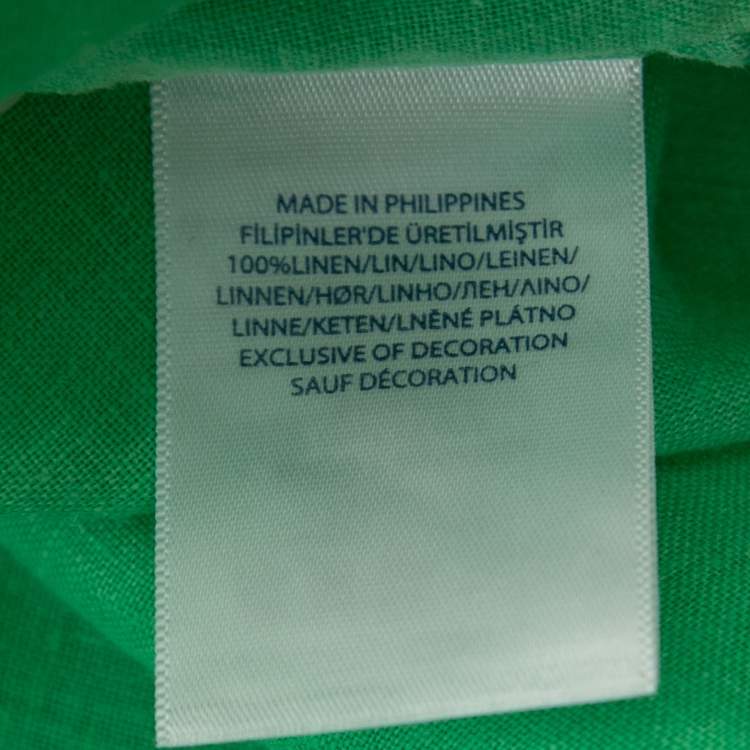 MADE IN PHILIPPINES
FİLİPİNLER'DE ÜRETİLMİŞTİR
100%LINEN/LIN/LINO/LEINEN/
LINNEN/HØR/LINHO/ЛЕН/ΛΙΝΟ/
LINNE/KETEN/LNĚNÉ PLÁTNO
EXCLUSIVE OF DECORATION
SAUF DÉCORATION